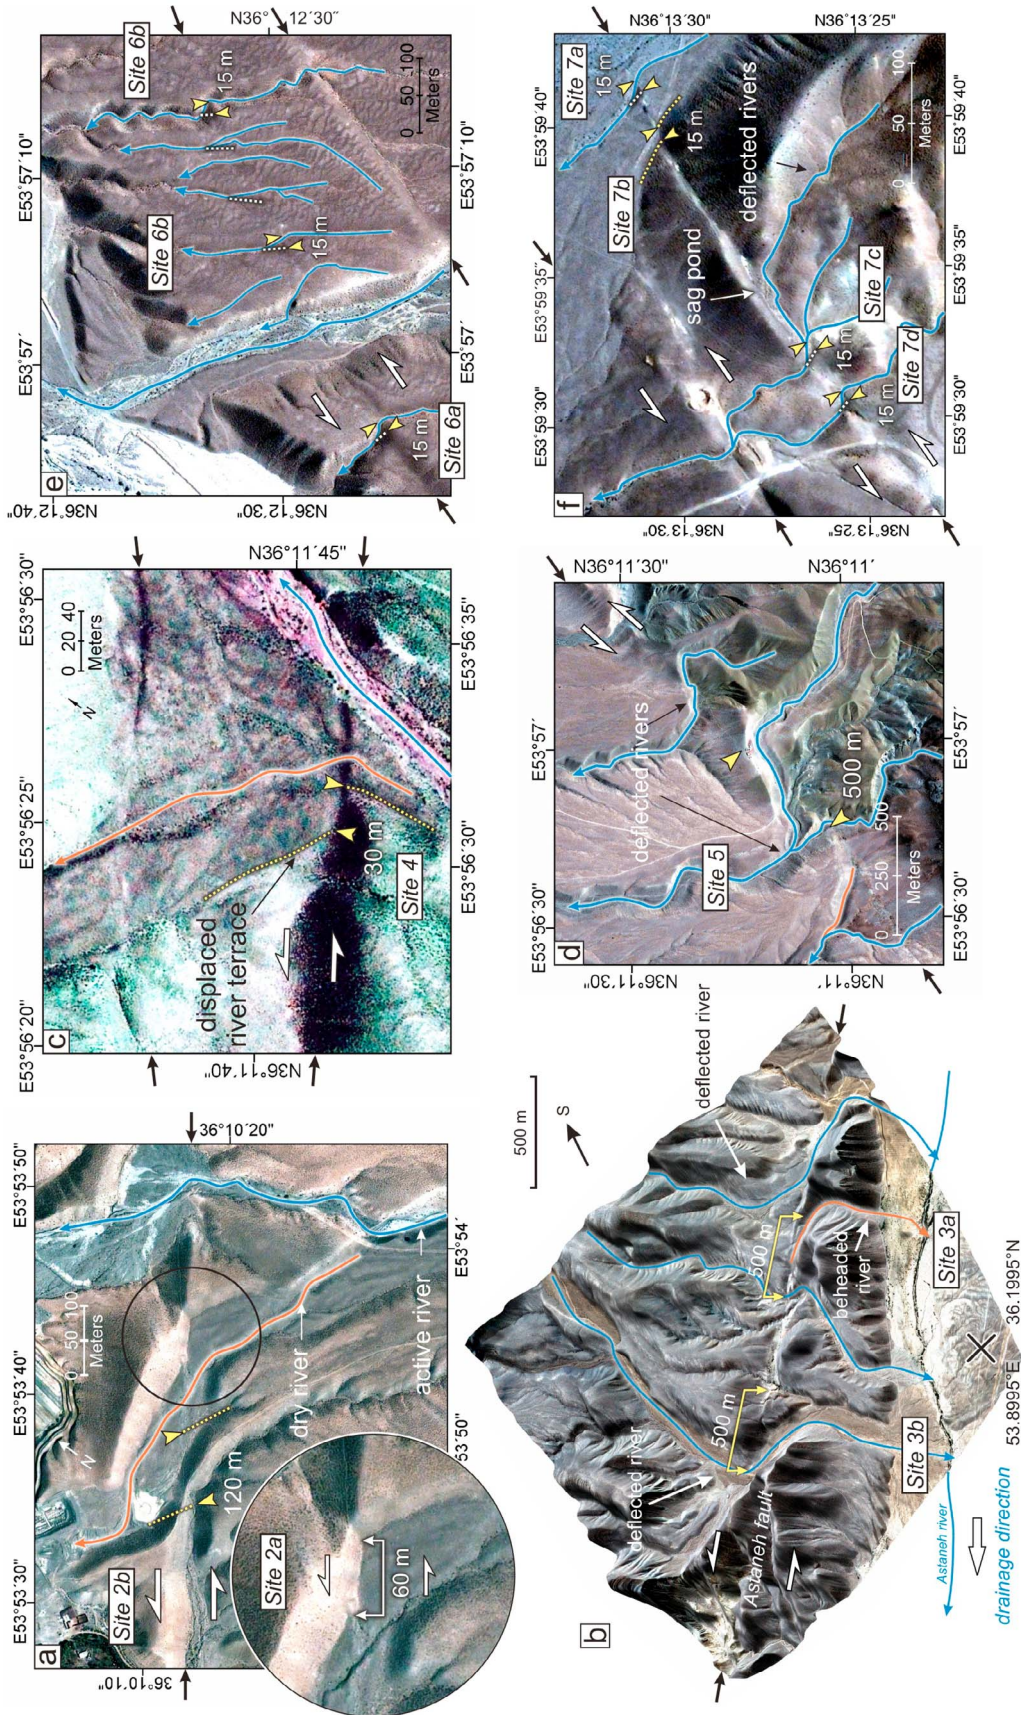 a
E53°53´30"
E53°53´40"
E53°53´50"
36°10´10"
36°10´20"
N
0 50 100
Meters
Site 2b
120 m
dry river
active river
Site 2a
60 m
53°50"
E53°54´
b
500 m
S
deflected river
deflected river
500 m
500 m
beheaded
river
Astaneh fault
Site 3a
Site 3b
Astaneh river
drainage direction
53.8995°E
36.1995°N
c
E53°56´20"
E53°56´25"
E53°56´30"
N36°11´40"
N36°11´45"
N
0 20 40
Meters
displaced
river terrace
30 m
Site 4
E53°56´30"
E53°56´35"
d
E53°56´30"
E53°57´
N36°11´30"
N36°11´
N36°11´30"
N36°11´
deflected rivers
Site 5
500 m
0 250 500
Meters
E53°56´30"
E53°57´
e
E53°57´
E53°57´10"
N36°12´40"
N36°12´30"
N36° 12´30"
Site 6b
Site 6b
15 m
15 m
15 m
Site 6a
0 50 100
Meters
E53°57´
E53°57´10"
f
E53°59´30"
E53°59´35"
E53°59´40"
N36°13´30"
N36°13´25"
N36°13´30"
N36°13´25"
Site 7a
15 m
15 m
Site 7b
deflected rivers
sag pond
Site 7c
15 m
Site 7d
15 m
0 50 100
Meters
E53°59´30"
E53°59´35"
E53°59´40"